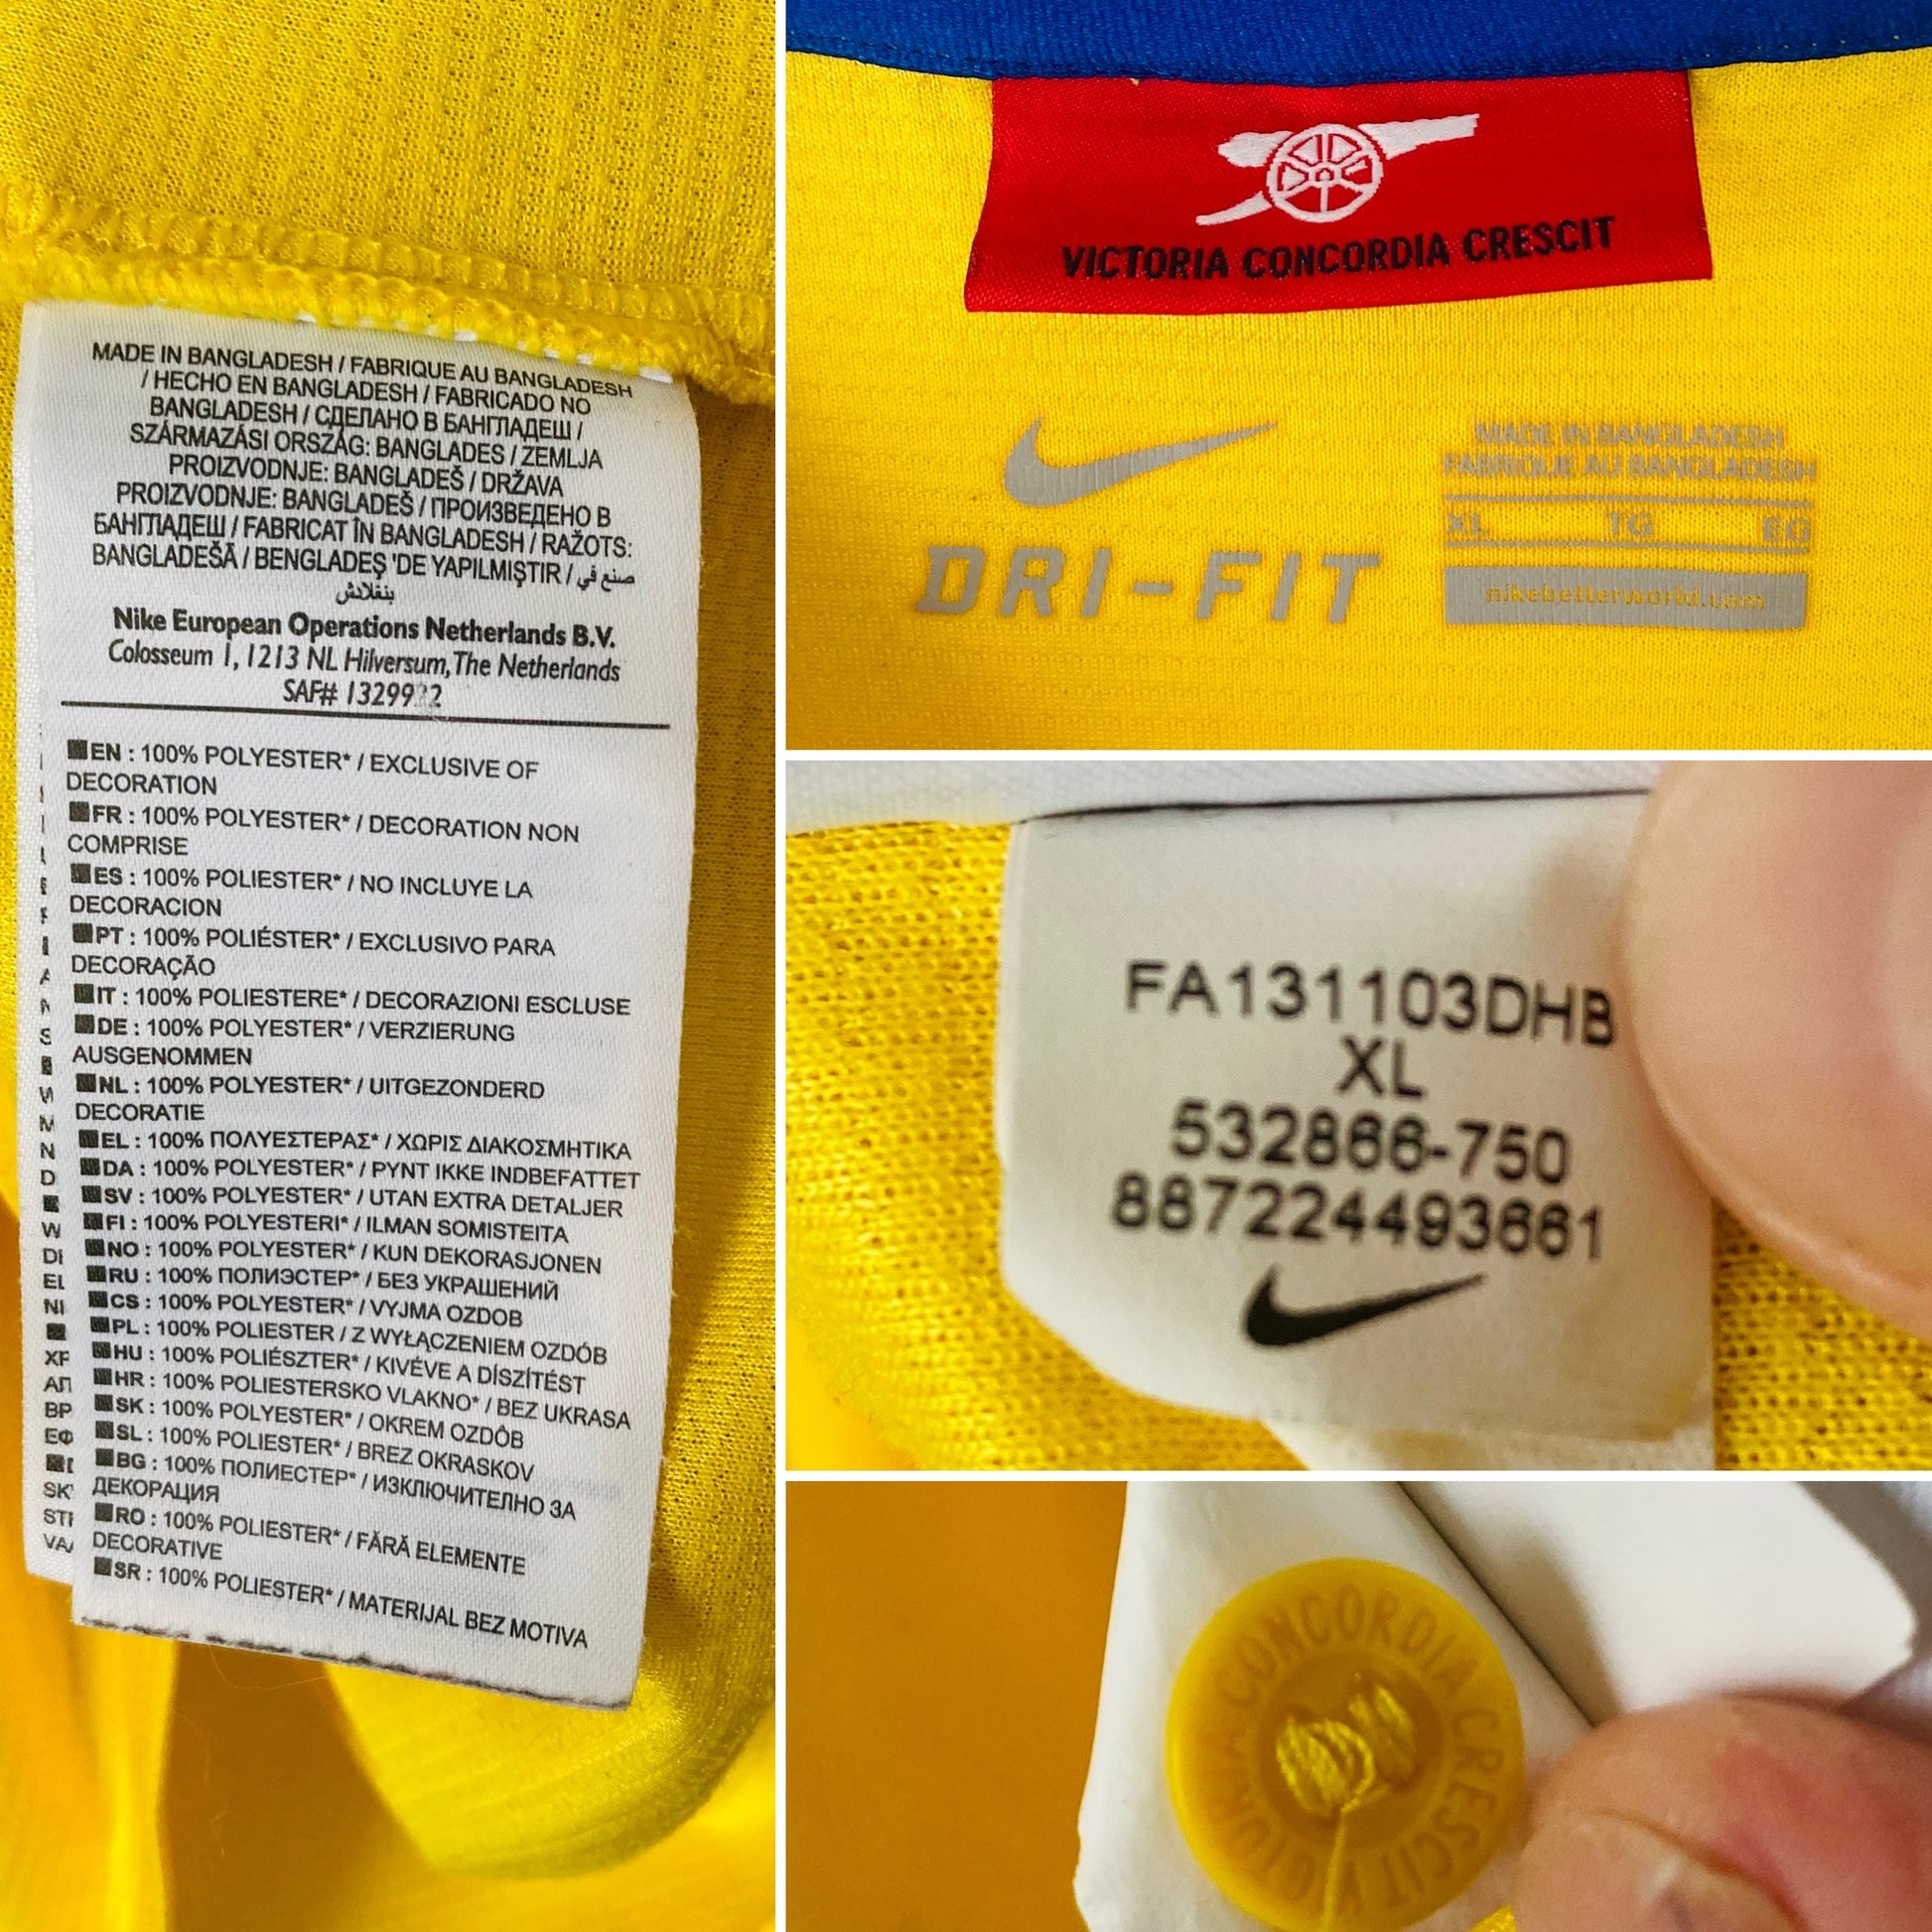 MADE IN BANGLADESH / FABRIQUE AU BANGLADESH
/ HECHO EN BANGLADESH / FABRICADO NO
BANGLADESH / СДЕЛАНО В БАНГЛАДЕШ /
SZÁRMAZÁSI ORSZÁG: BANGLADES / ZEMLJA
PROIZVODNJE: BANGLADEŠ / DRŽAVA
PROIZVODNJE: BANGLADEŠ / ПРОИЗВЕДЕНО В
БАНГЛАДЕШ / FABRICAT ÎN BANGLADESH / RAŽOTS:
BANGLADEŠĀ / BENGLADEŞ 'DE YAPILMIŞTIR / صنع في
بنغلادش
Nike European Operations Netherlands B.V.
Colosseum 1, 1213 NL Hilversum, The Netherlands
SAF# 
EN : 100% POLYESTER* / EXCLUSIVE OF
DECORATION
FR : 100% POLYESTER* / DECORATION NON
COMPRISE
ES : 100% POLIESTER* / NO INCLUYE LA
DECORACION
PT : 100% POLIÉSTER* / EXCLUSIVO PARA
DECORAÇÃO
IT : 100% POLIESTERE* / DECORAZIONI ESCLUSE
DE : 100% POLYESTER* / VERZIERUNG
AUSGENOMMEN
NL : 100% POLYESTER* / UITGEZONDERD
DECORATIE
EL : 100% ΠΟΛΥΕΣΤΕΡΑΣ* / ΧΩΡΙΣ ΔΙΑΚΟΣΜΗΤΙΚΑ
DA : 100% POLYESTER* / PYNT IKKE INDBEFATTET
SV : 100% POLYESTER* / UTAN EXTRA DETALJER
FI : 100% POLYESTERI* / ILMAN SOMISTEITA
NO : 100% POLYESTER* / KUN DEKORASJONEN
RU : 100% ПОЛИЭСТЕР* / БЕЗ УКРАШЕНИЙ
CS : 100% POLYESTER* / VYJMA OZDOB
PL : 100% POLIESTER / Z WYŁĄCZENIEM OZDÓB
HU : 100% POLIÉSZTER* / KIVÉVE A DÍSZÍTÉST
HR : 100% POLIESTERSKO VLAKNO* / BEZ UKRASA
SK : 100% POLYESTER* / OKREM OZDÔB
SL : 100% POLIESTER* / BREZ OKRASKOV
BG : 100% ПОЛИЕСТЕР* / ИЗКЛЮЧИТЕЛНО ЗА
ДЕКОРАЦИЯ
RO : 100% POLIESTER* / FĂRĂ ELEMENTE
DECORATIVE
SR : 100% POLIESTER* / MATERIJAL BEZ MOTIVA
VICTORIA CONCORDIA CRESCIT
DRI-FIT
MADE IN BANGLADESH
FABRIQUE AU BANGLADESH
XL TG EG
nikebetterworld.com
FA131103DHB
XL
532866-750
887224493661
VICTORIA CONCORDIA CRESCIT